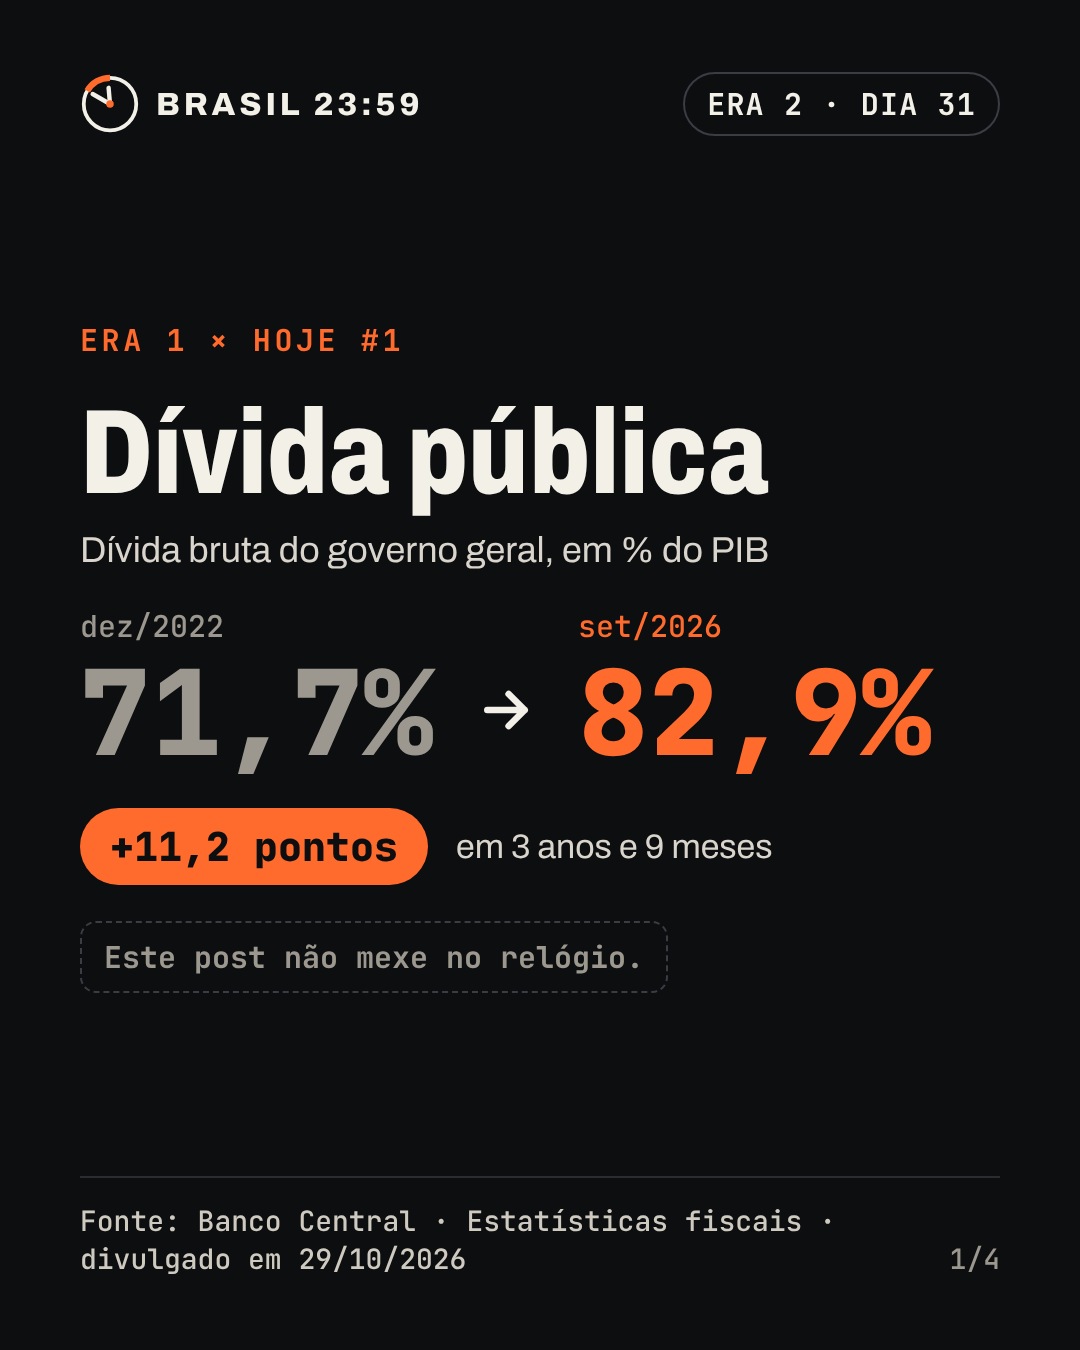 BRASIL 23:59
ERA 2 · DIA 31
ERA 1 × HOJE #1
Dívida pública
Dívida bruta do governo geral, em % do PIB
dez/2022
set/2026
71,7% → 82,9%
+11,2 pontos
em 3 anos e 9 meses
Este post não mexe no relógio.
Fonte: Banco Central · Estatísticas fiscais ·
divulgado em 29/10/2026
1/4